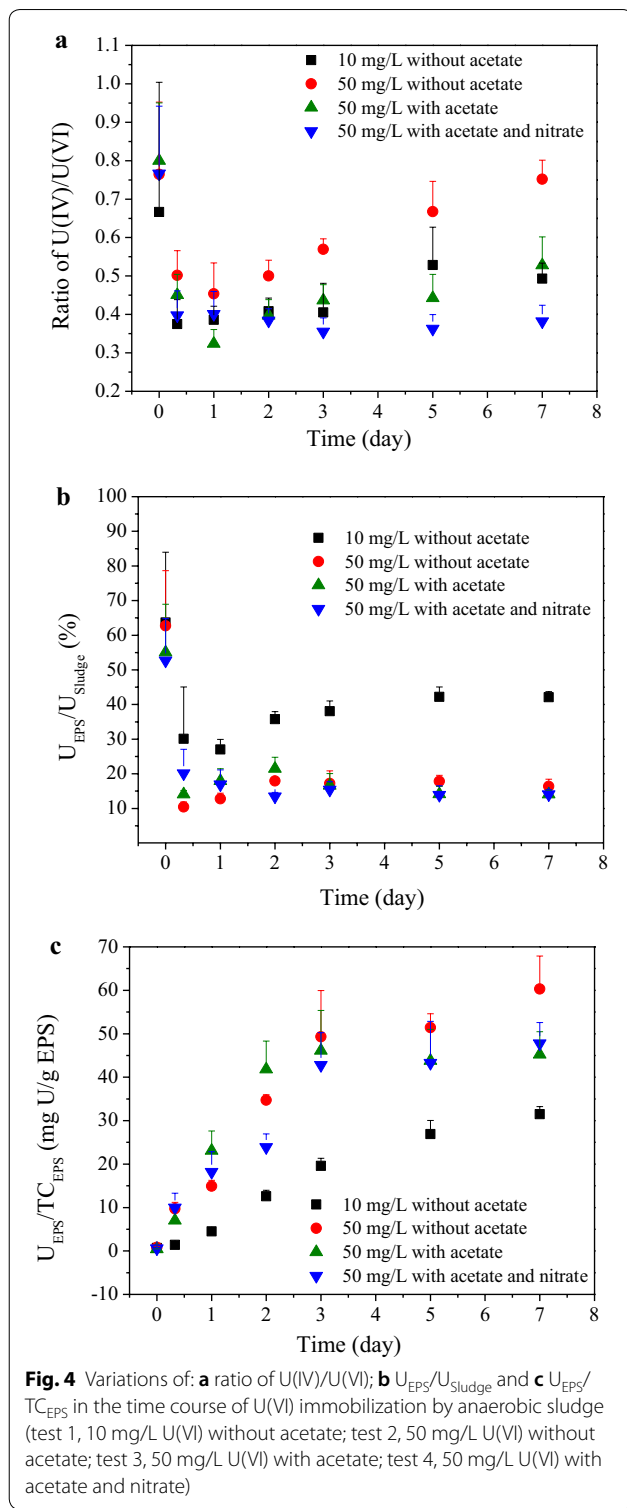 a
10 mg/L without acetate
50 mg/L without acetate
50 mg/L with acetate
50 mg/L with acetate and nitrate
1.1
1.0
0.9
0.8
0.7
0.6
0.5
0.4
0.3
0.2
Ratio of U(IV)/U(VI)
0 1 2 3 4 5 6 7 8
Time (day)
b
10 mg/L without acetate
50 mg/L without acetate
50 mg/L with acetate
50 mg/L with acetate and nitrate
100
90
80
70
60
50
40
30
20
10
U_EPS/U_Sludge (%)
0 1 2 3 4 5 6 7 8
Time (day)
c
70
60
50
40
30
20
10
0
-10
U_EPS/TC_EPS (mg U/g EPS)
10 mg/L without acetate
50 mg/L without acetate
50 mg/L with acetate
50 mg/L with acetate and nitrate
0 1 2 3 4 5 6 7 8
Time (day)
Fig. 4 Variations of: a ratio of U(IV)/U(VI); b U_EPS/U_Sludge and c U_EPS/
TC_EPS in the time course of U(VI) immobilization by anaerobic sludge
(test 1, 10 mg/L U(VI) without acetate; test 2, 50 mg/L U(VI) without
acetate; test 3, 50 mg/L U(VI) with acetate; test 4, 50 mg/L U(VI) with
acetate and nitrate)